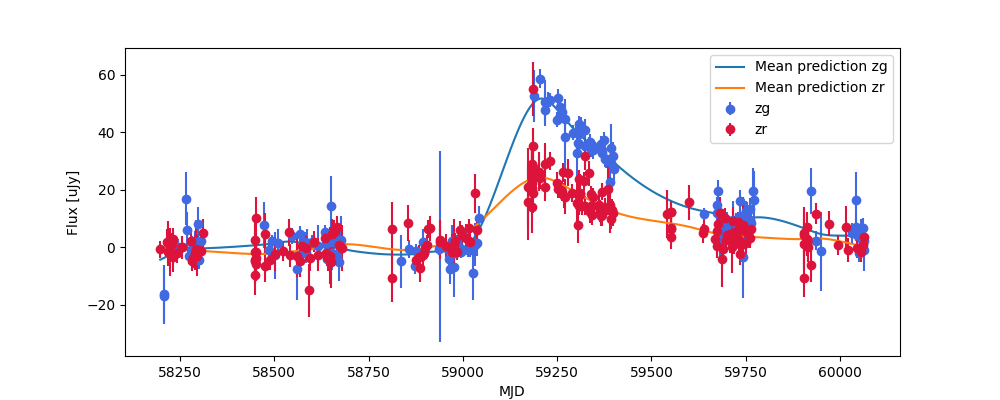 60
40
20
0
−20
Flux [uJy]
58250 58500 58750 59000 59250 59500 59750 60000
MJD
Mean prediction zg
Mean prediction zr
zg
zr